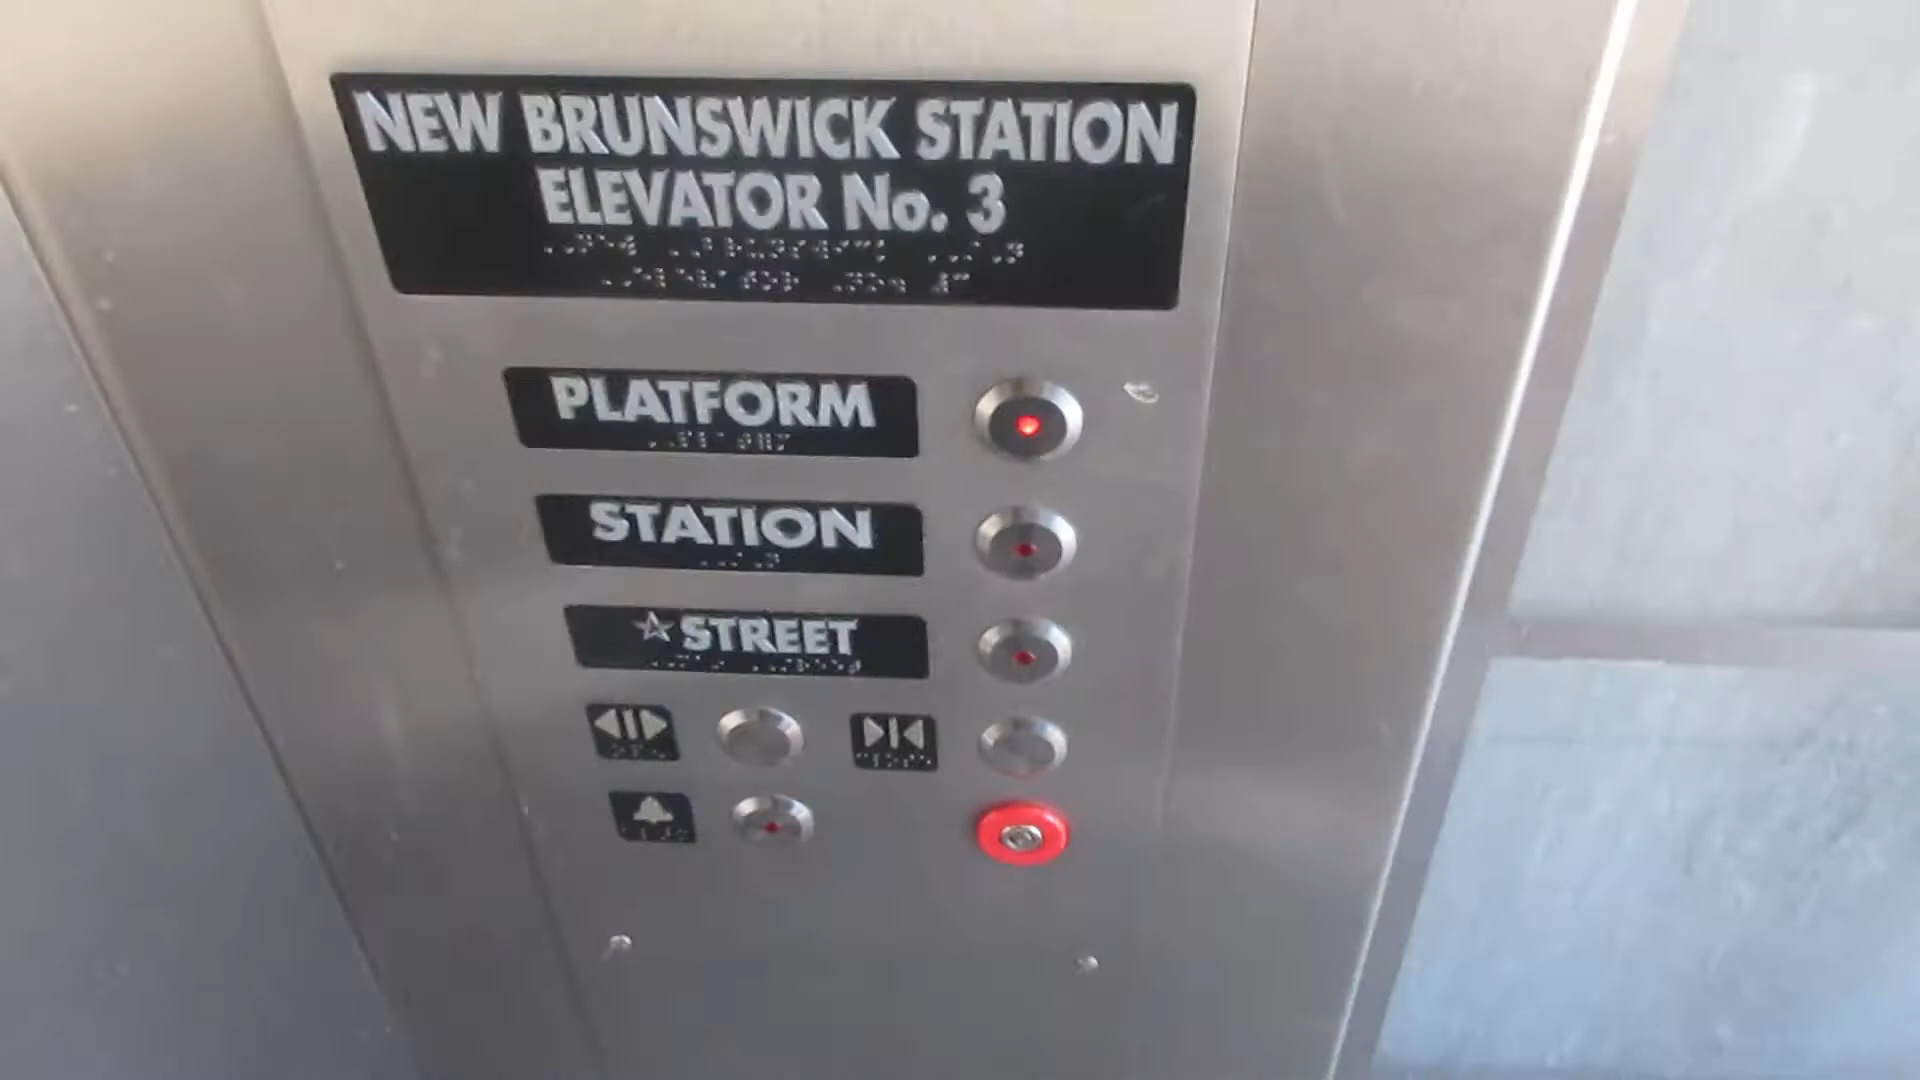 NEW BRUNSWICK STATION
ELEVATOR No. 3
PLATFORM
STATION
☆STREET